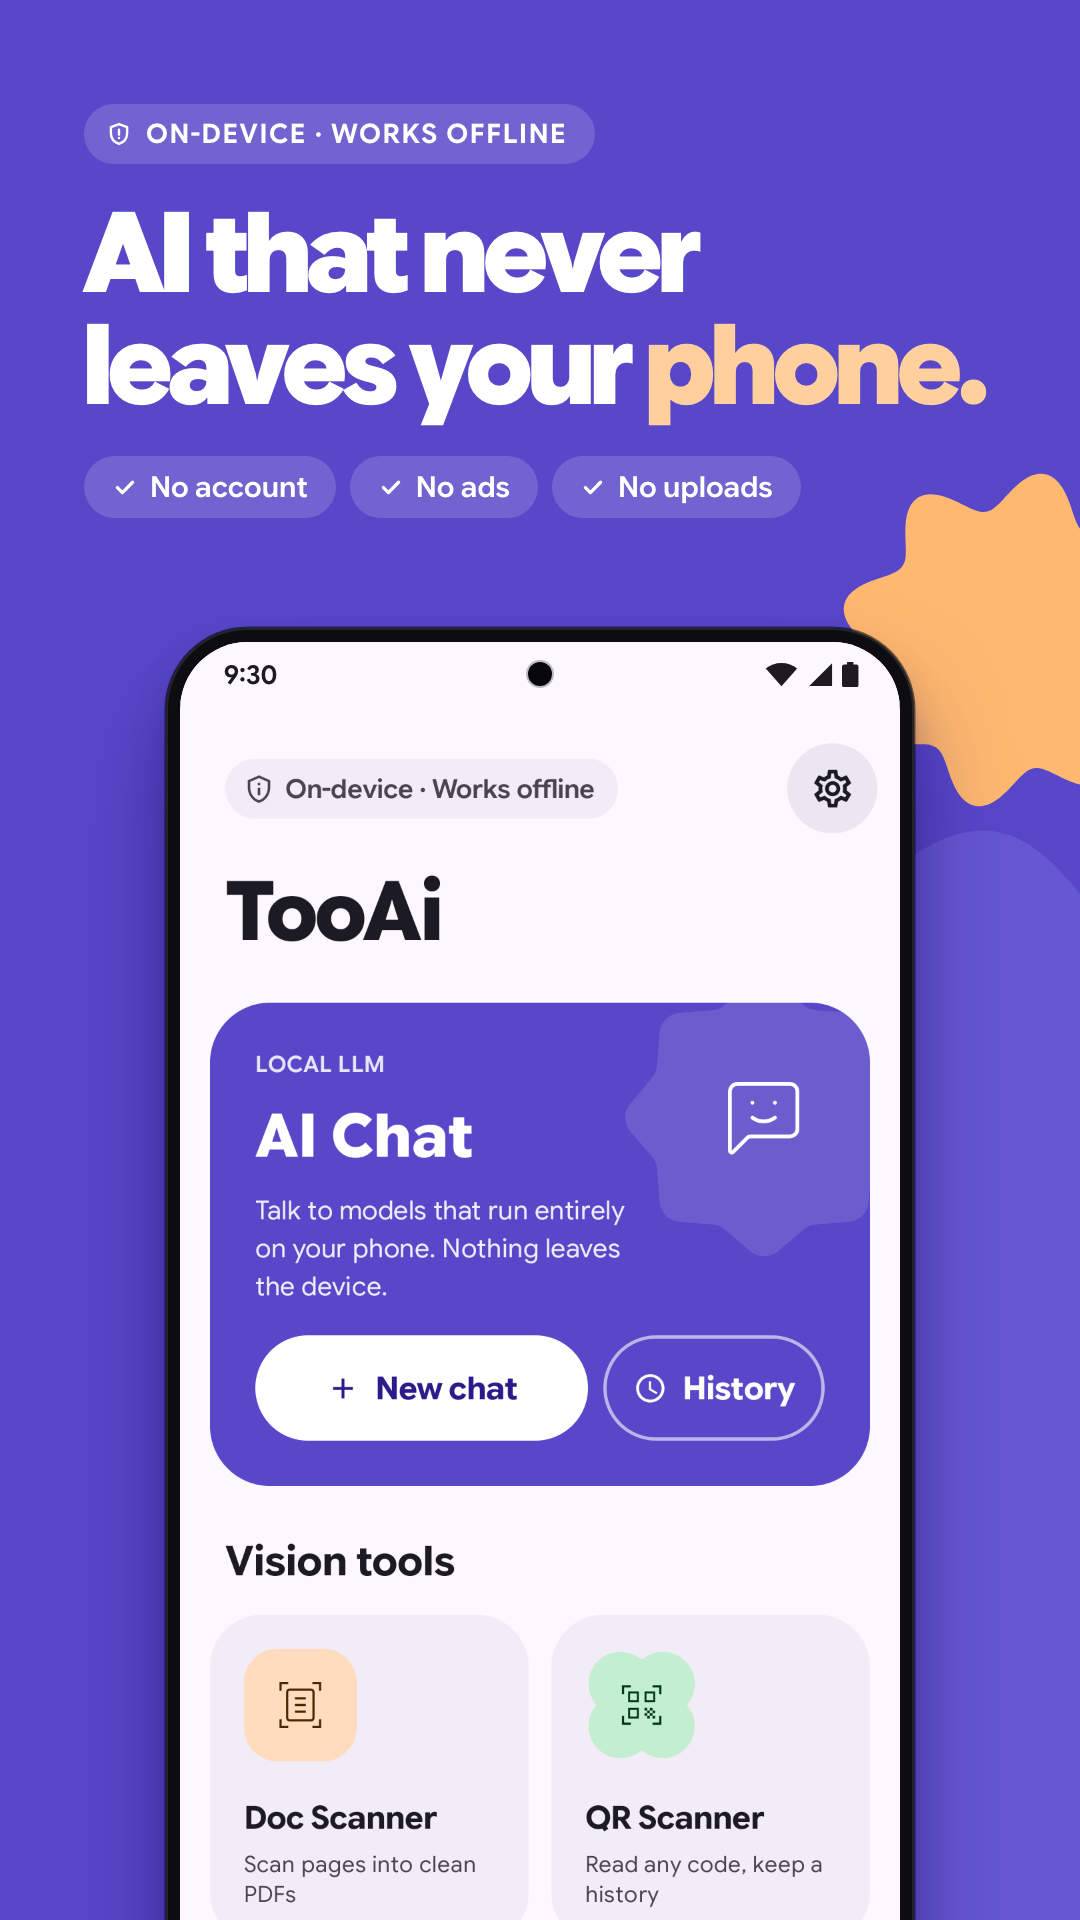 ON-DEVICE · WORKS OFFLINE
AI that never
leaves your phone.
No account
No ads
No uploads
9:30
On-device · Works offline
TooAi
LOCAL LLM
AI Chat
Talk to models that run entirely
on your phone. Nothing leaves
the device.
New chat
History
Vision tools
Doc Scanner
Scan pages into clean
PDFs
QR Scanner
Read any code, keep a
history